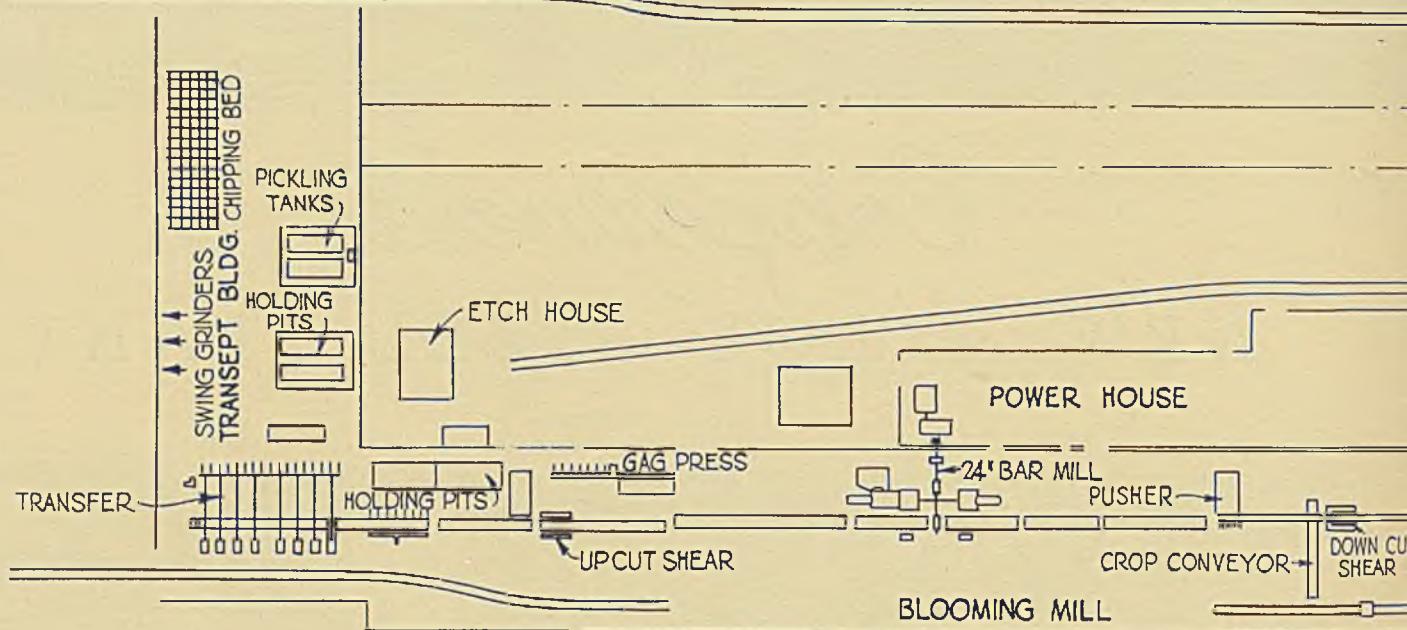 CHIPPING BED
TRANSEPT BLDG.
SWING GRINDERS
PICKLING
TANKS
HOLDING
PITS
ETCH HOUSE
POWER HOUSE
GAG PRESS
24" BAR MILL
PUSHER
TRANSFER
HOLDING PITS
UPCUT SHEAR
CROP CONVEYOR
DOWN CU
SHEAR
BLOOMING MILL